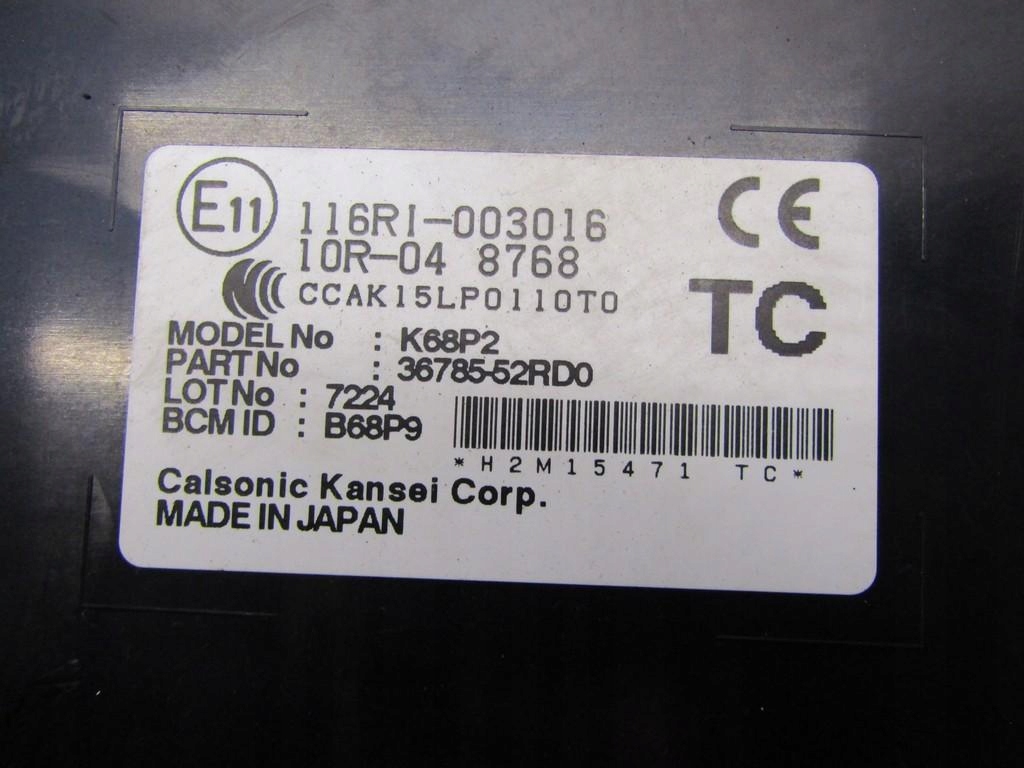 E11 116RI-003016 CE
10R-04 8768
CCAK15LP0110T0 TC
MODEL No : K68P2
PART No : 36785-52RD0
LOT No : 7224
BCM ID : B68P9
*H2M15471 TC*
Calsonic Kansei Corp.
MADE IN JAPAN